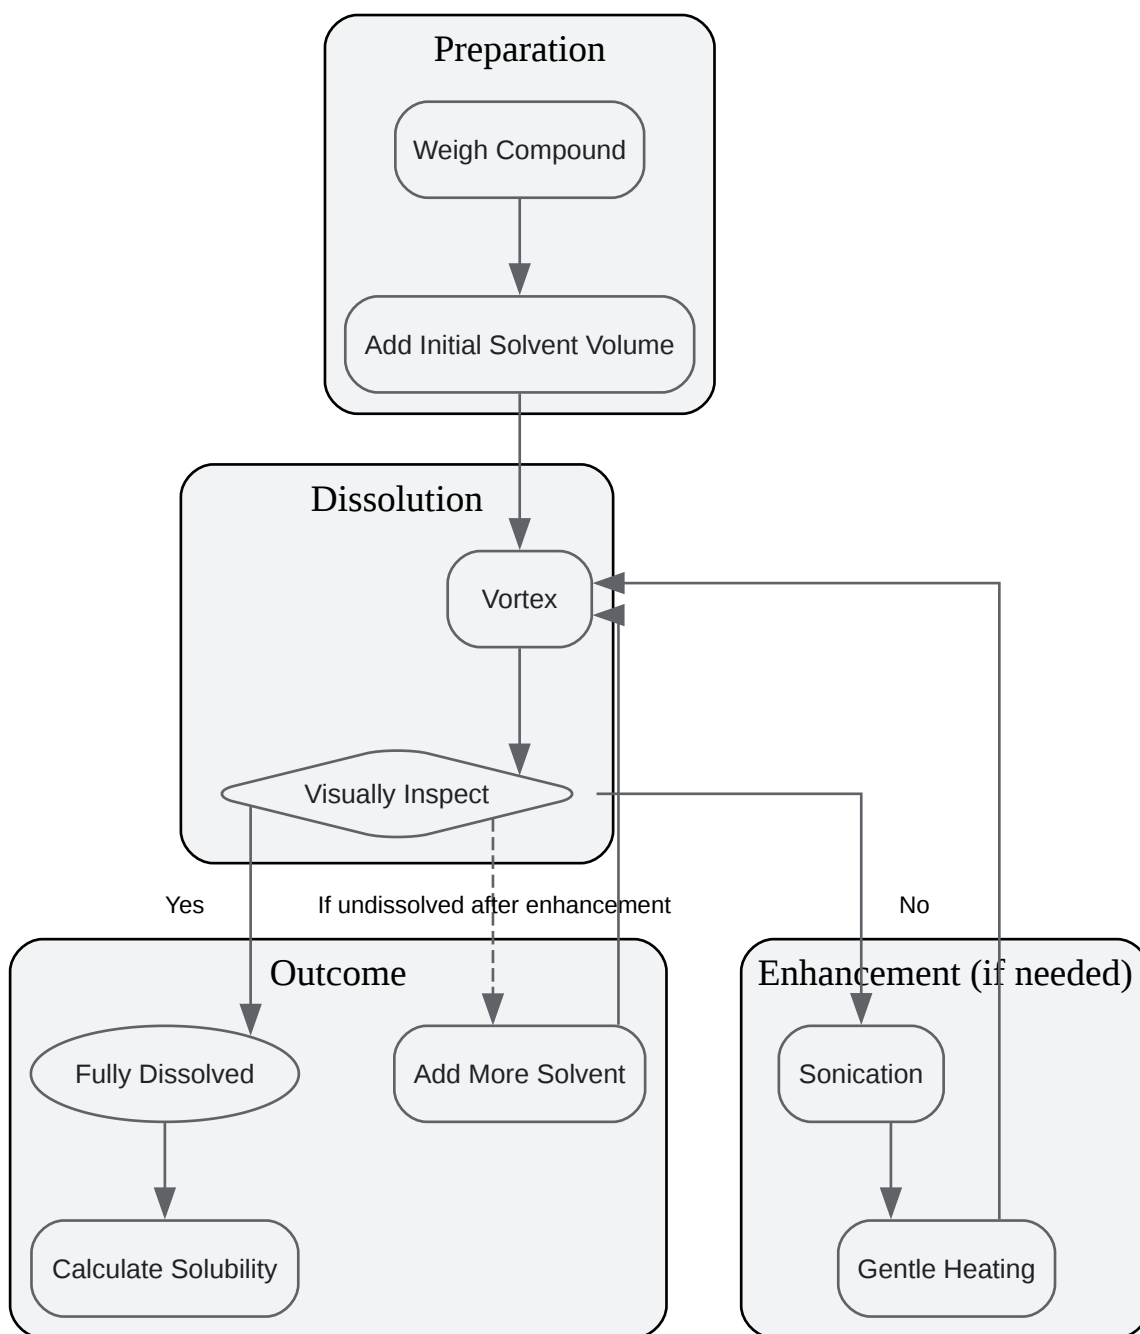 Preparation
Weigh Compound
Add Initial Solvent Volume
Dissolution
Vortex
Visually Inspect
Yes
If undissolved after enhancement
No
Outcome
Enhancement (if needed)
Fully Dissolved
Add More Solvent
Sonication
Calculate Solubility
Gentle Heating